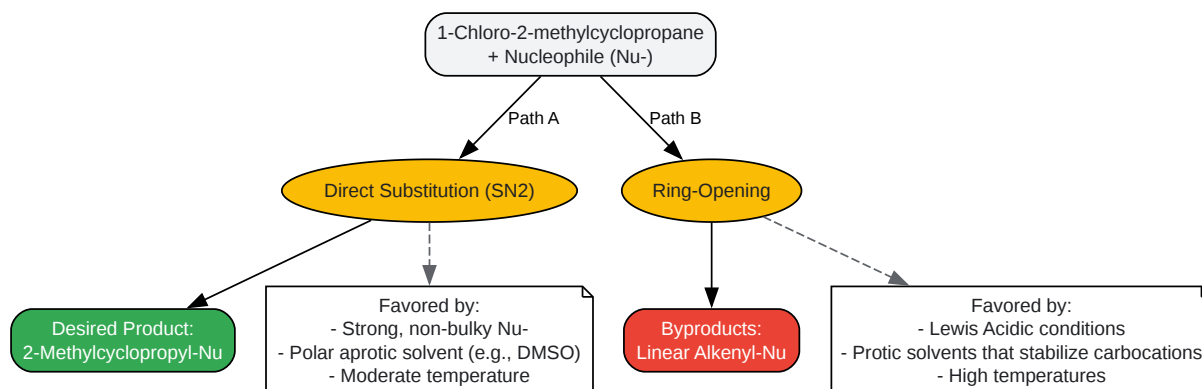 1-Chloro-2-methylcyclopropane
+ Nucleophile (Nu-)
Path A
Path B
Direct Substitution (SN2)
Ring-Opening
Desired Product:
2-Methylcyclopropyl-Nu
Favored by:
- Strong, non-bulky Nu-
- Polar aprotic solvent (e.g., DMSO)
- Moderate temperature
Byproducts:
Linear Alkenyl-Nu
Favored by:
- Lewis Acidic conditions
- Protic solvents that stabilize carbocations
- High temperatures